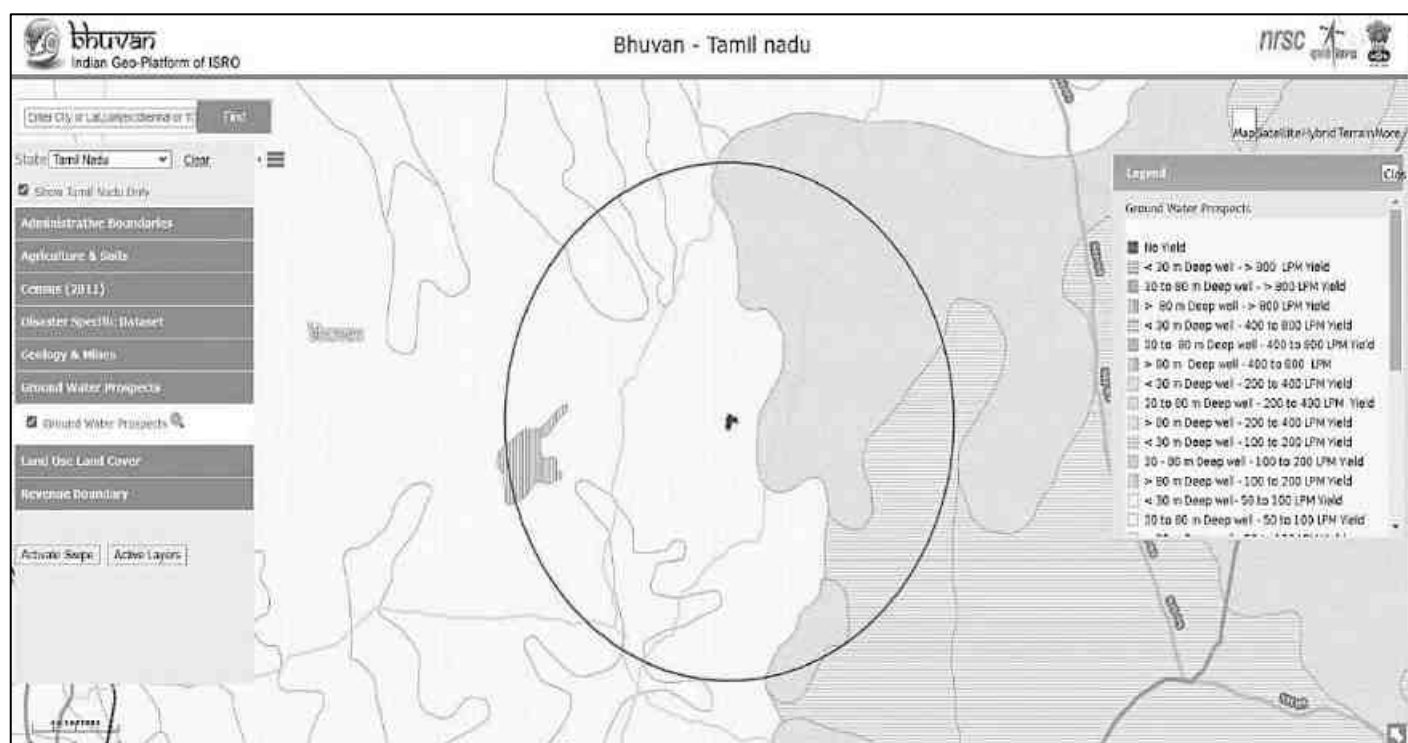 bhuvan
Indian Geo-Platform of ISRO
Bhuvan - Tamil nadu
nrsc
Find
State Tamil Nadu Clear
Show Tamil Nadu Only
Administrative Boundaries
Agriculture & Soils
Census (2011)
Disaster Specific Dataset
Geology & Mines
Ground Water Prospects
Ground Water Prospects
Land Use Land Cover
Revenue Boundary
Activate Swipe Active Layers
Map Satellite Hybrid Terrain More
Legend Clos
Ground Water Prospects
No Yield
< 30 m Deep well - > 800 LPM Yield
30 to 80 m Deep well - > 800 LPM Yield
> 80 m Deep well - > 800 LPM Yield
< 30 m Deep well - 400 to 800 LPM Yield
30 to 80 m Deep well - 400 to 800 LPM Yield
> 80 m Deep well - 400 to 800 LPM
< 30 m Deep well - 200 to 400 LPM Yield
30 to 80 m Deep well - 200 to 400 LPM Yield
> 80 m Deep well - 200 to 400 LPM Yield
< 30 m Deep well - 100 to 200 LPM Yield
30 - 80 m Deep well - 100 to 200 LPM Yield
> 80 m Deep well - 100 to 200 LPM Yield
< 30 m Deep well - 50 to 100 LPM Yield
30 to 80 m Deep well - 50 to 100 LPM Yield